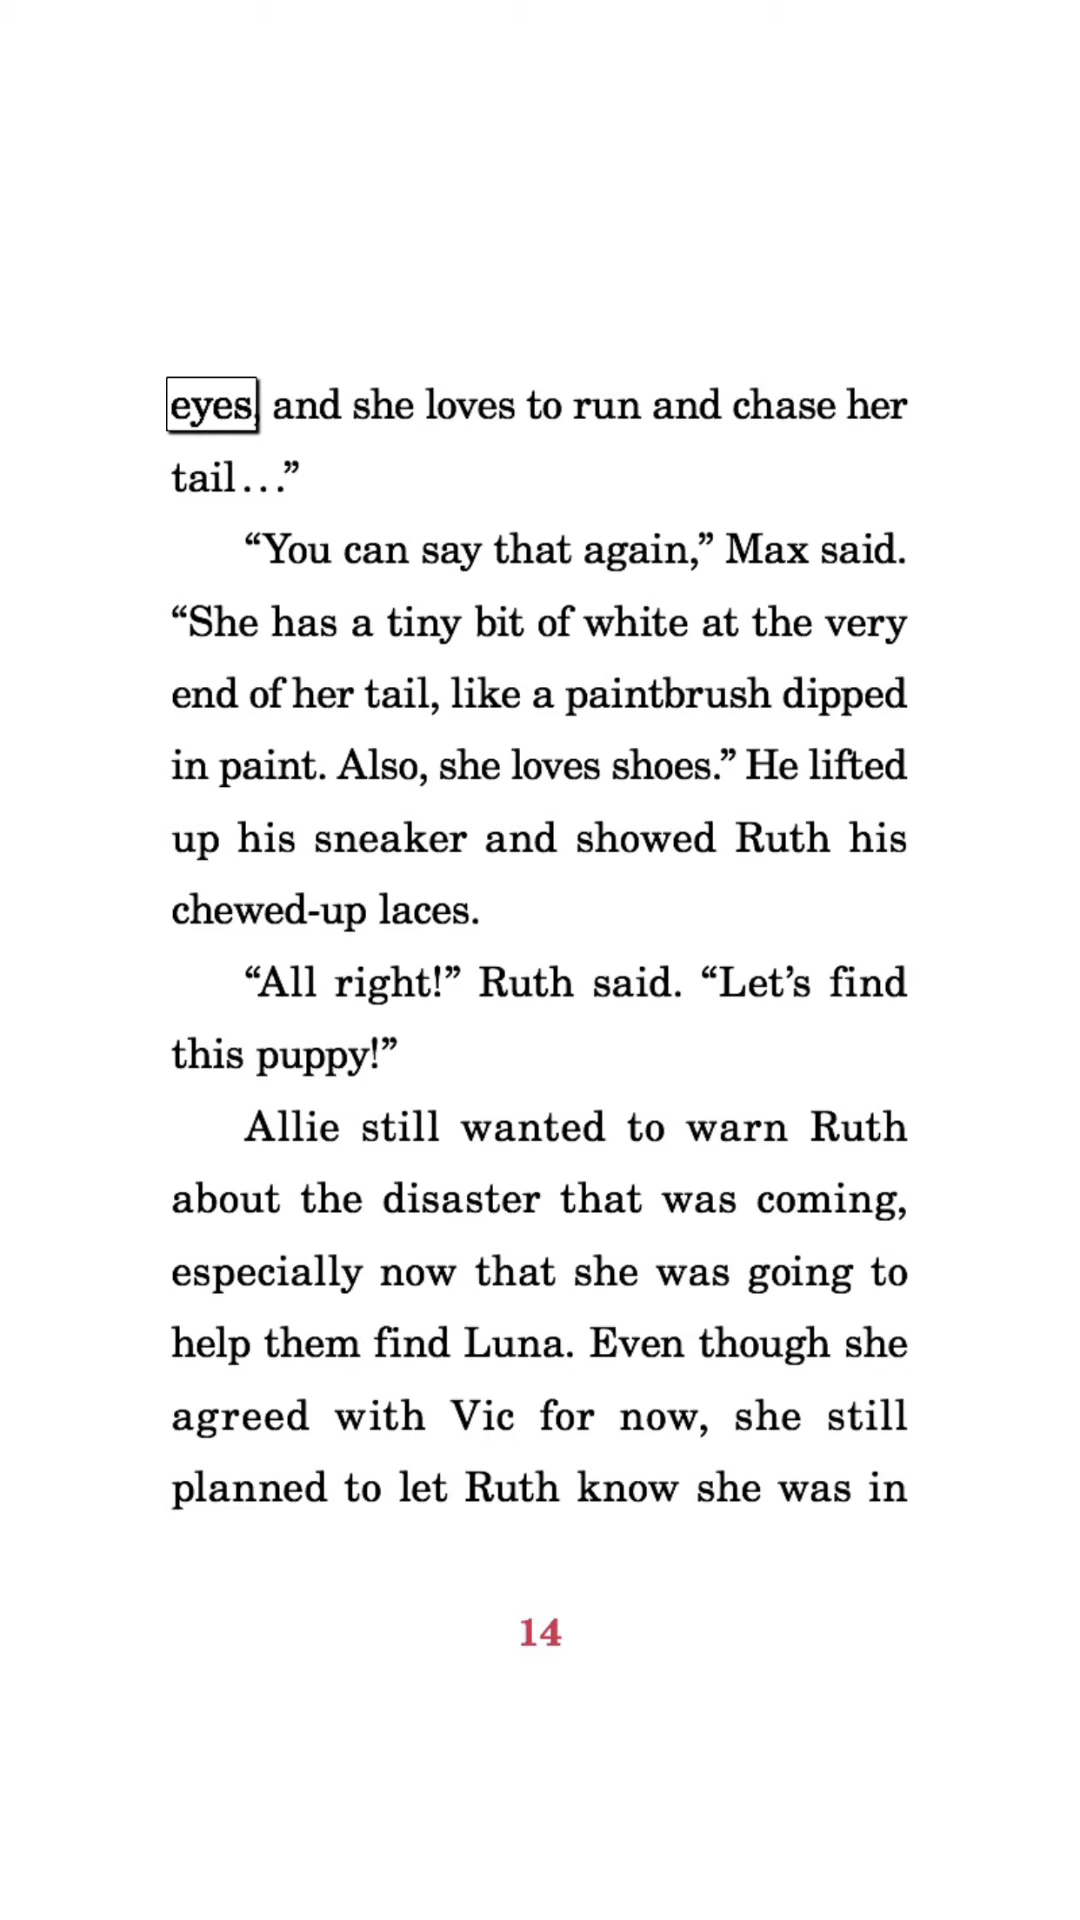 eyes, and she loves to run and chase her
tail . . .”
“You can say that again,” Max said.
“She has a tiny bit of white at the very
end of her tail, like a paintbrush dipped
in paint. Also, she loves shoes.” He lifted
up his sneaker and showed Ruth his
chewed-up laces.
“All right!” Ruth said. “Let’s find
this puppy!”
Allie still wanted to warn Ruth
about the disaster that was coming,
especially now that she was going to
help them find Luna. Even though she
agreed with Vic for now, she still
planned to let Ruth know she was in
14